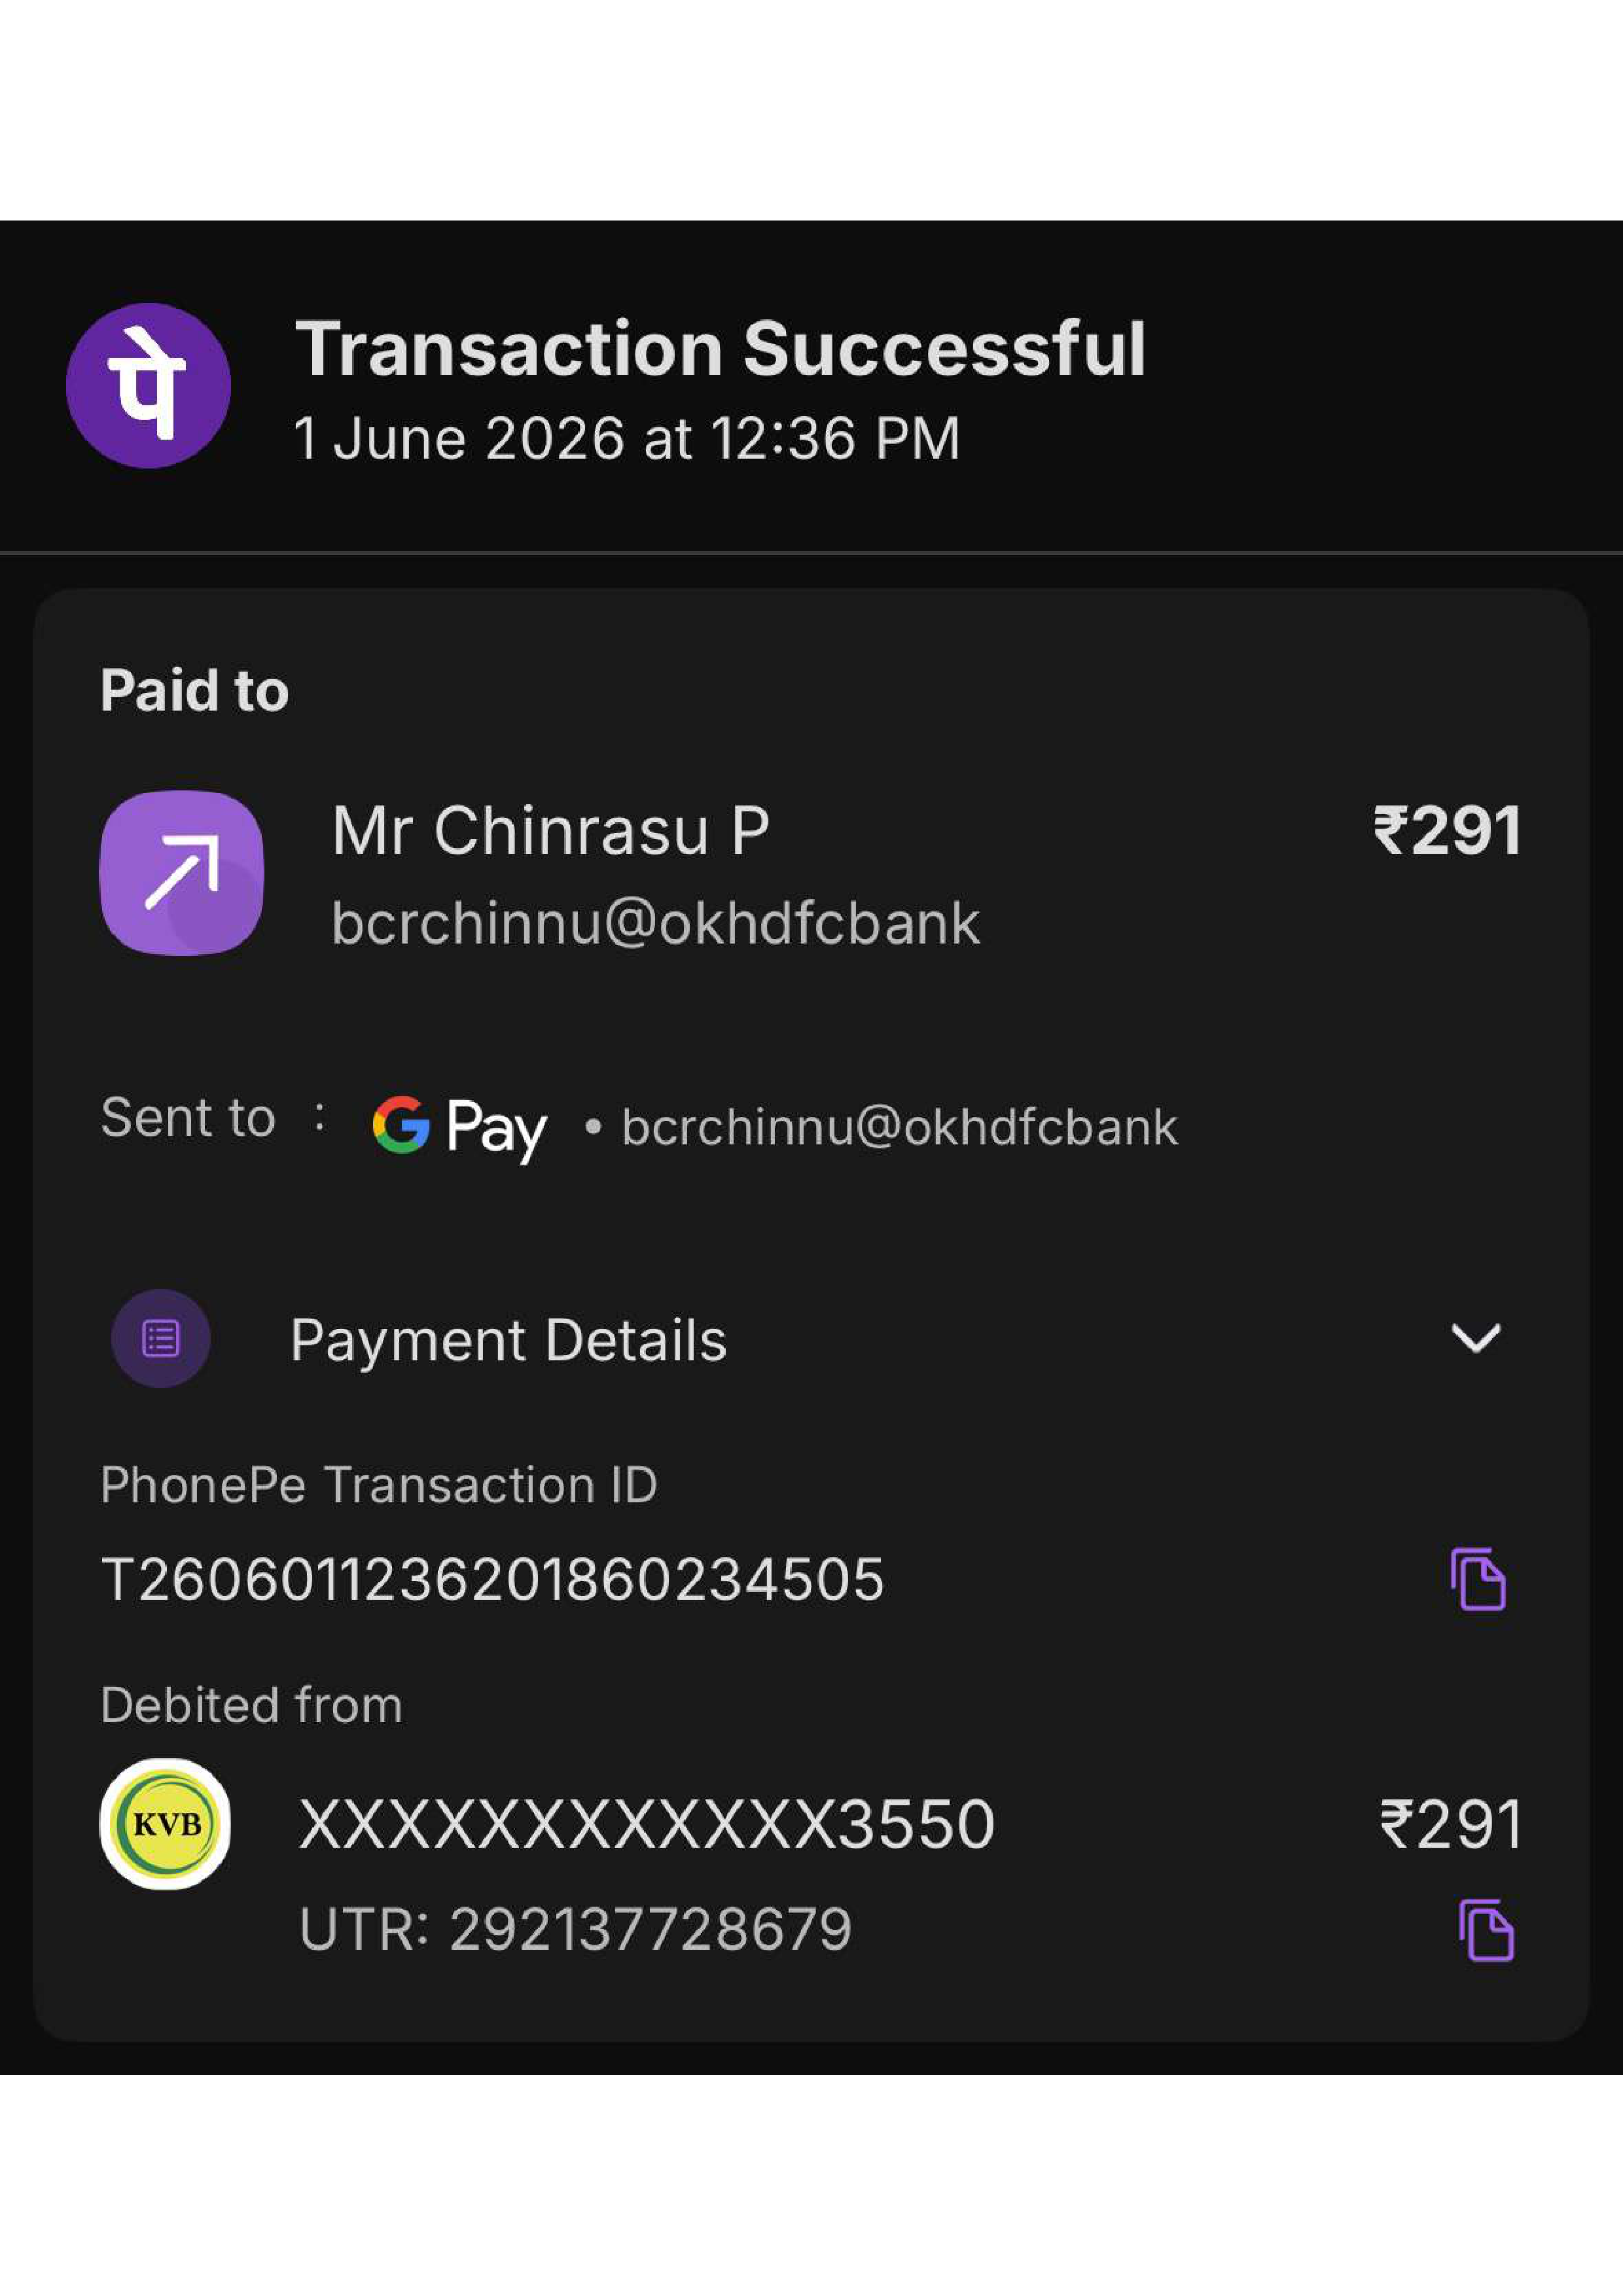 पे
Transaction Successful
1 June 2026 at 12:36 PM
Paid to
Mr Chinrasu P
₹291
bcrchinnu@okhdfcbank
Sent to : G Pay • bcrchinnu@okhdfcbank
Payment Details
PhonePe Transaction ID
T2606011236201860234505
Debited from
KVB
XXXXXXXXXXXX3550
₹291
UTR: 292137728679